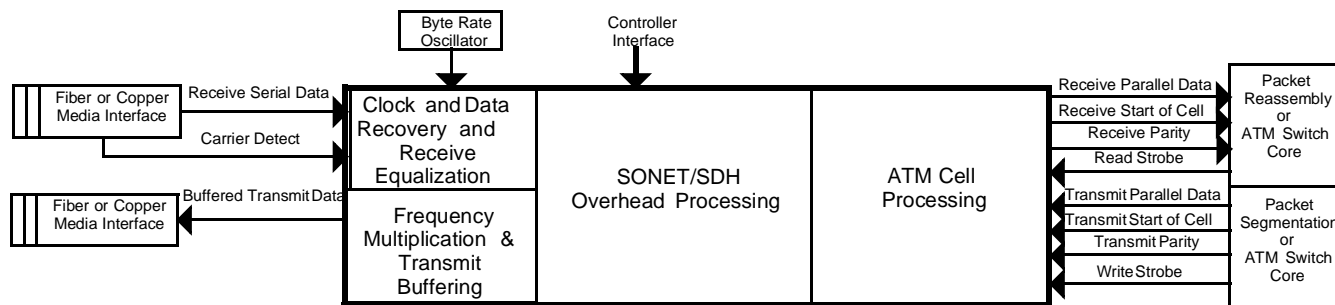 Byte Rate
Oscillator
Controller
Interface
Fiber or Copper
Media Interface
Receive Serial Data
Carrier Detect
Fiber or Copper
Media Interface
Buffered Transmit Data
Clock and Data
Recovery and
Receive
Equalization
Frequency
Multiplication &
Transmit
Buffering
SONET/SDH
Overhead Processing
ATM Cell
Processing
Receive Parallel Data
Receive Start of Cell
Receive Parity
Read Strobe
Transmit Parallel Data
Transmit Start of Cell
Transmit Parity
Write Strobe
Packet
Reassembly
or
ATM Switch
Core
Packet
Segmentation
or
ATM Switch
Core